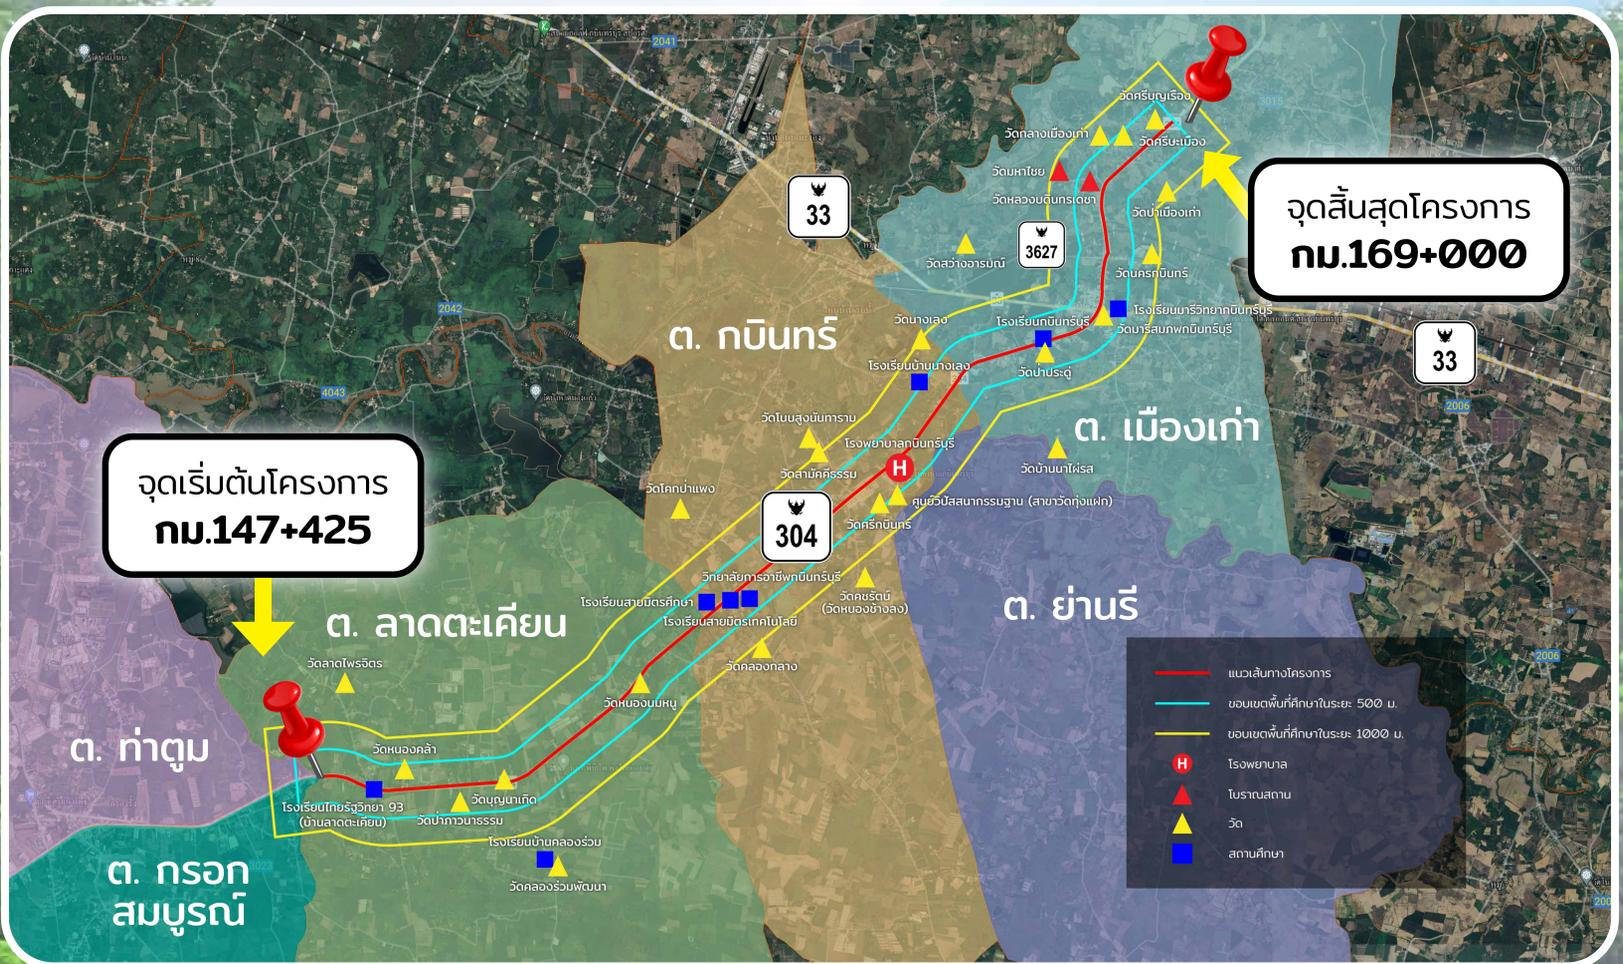 2041
3015
วัดศรีบุญเรือง
วัดกลางเมืองเก่า
วัดศรีษะเมือง
วัดมหาไชย
วัดหลวงบดินทรเดชา
วัดป่าเมืองเก่า
33
3627
จุดสิ้นสุดโครงการ
กม.169+000
วัดสว่างอารมณ์
วัดนครกบินทร์
2042
โรงเรียนมารีวิทยากบินทร์บุรี
วัดนางเลง
โรงเรียนกบินทร์บุรี
วัดมารีสมภพกบินทร์บุรี
ต. กบินทร์
33
โรงเรียนบ้านนางเลง
วัดป่าประดู่
4043
2006
วัดโนนสูงนันทาราม
ต. เมืองเก่า
โรงพยาบาลกบินทร์บุรี
H
วัดสามัคคีธรรม
วัดบ้านนาไผ่รส
จุดเริ่มต้นโครงการ
กม.147+425
วัดโคกป่าแพง
ศูนย์วิปัสสนากรรมฐาน (สาขาวัดทุ่งแฝก)
วัดศรีกบินทร์
304
วิทยาลัยการอาชีพกบินทร์บุรี
โรงเรียนสายมิตรศึกษา
วัดคชรัตน์
(วัดหนองช้างลง)
ต. ย่านรี
โรงเรียนสายมิตรเทคโนโลยี
ต. ลาดตะเคียน
2006
วัดลาดไพรจิตร
วัดคลองกลาง
แนวเส้นทางโครงการ
วัดหนองนมหนู
ขอบเขตพื้นที่ศึกษาในระยะ 500 ม.
ขอบเขตพื้นที่ศึกษาในระยะ 1000 ม.
ต. ท่าตูม
วัดหนองคล้า
H โรงพยาบาล
โบราณสถาน
วัดบุญนาเกิด
โรงเรียนไทยรัฐวิทยา 93
(บ้านลาดตะเคียน)
วัดป่าภาวนาธรรม
วัด
โรงเรียนบ้านคลองร่วม
สถานศึกษา
วัดคลองร่วมพัฒนา
ต. กรอก
สมบูรณ์